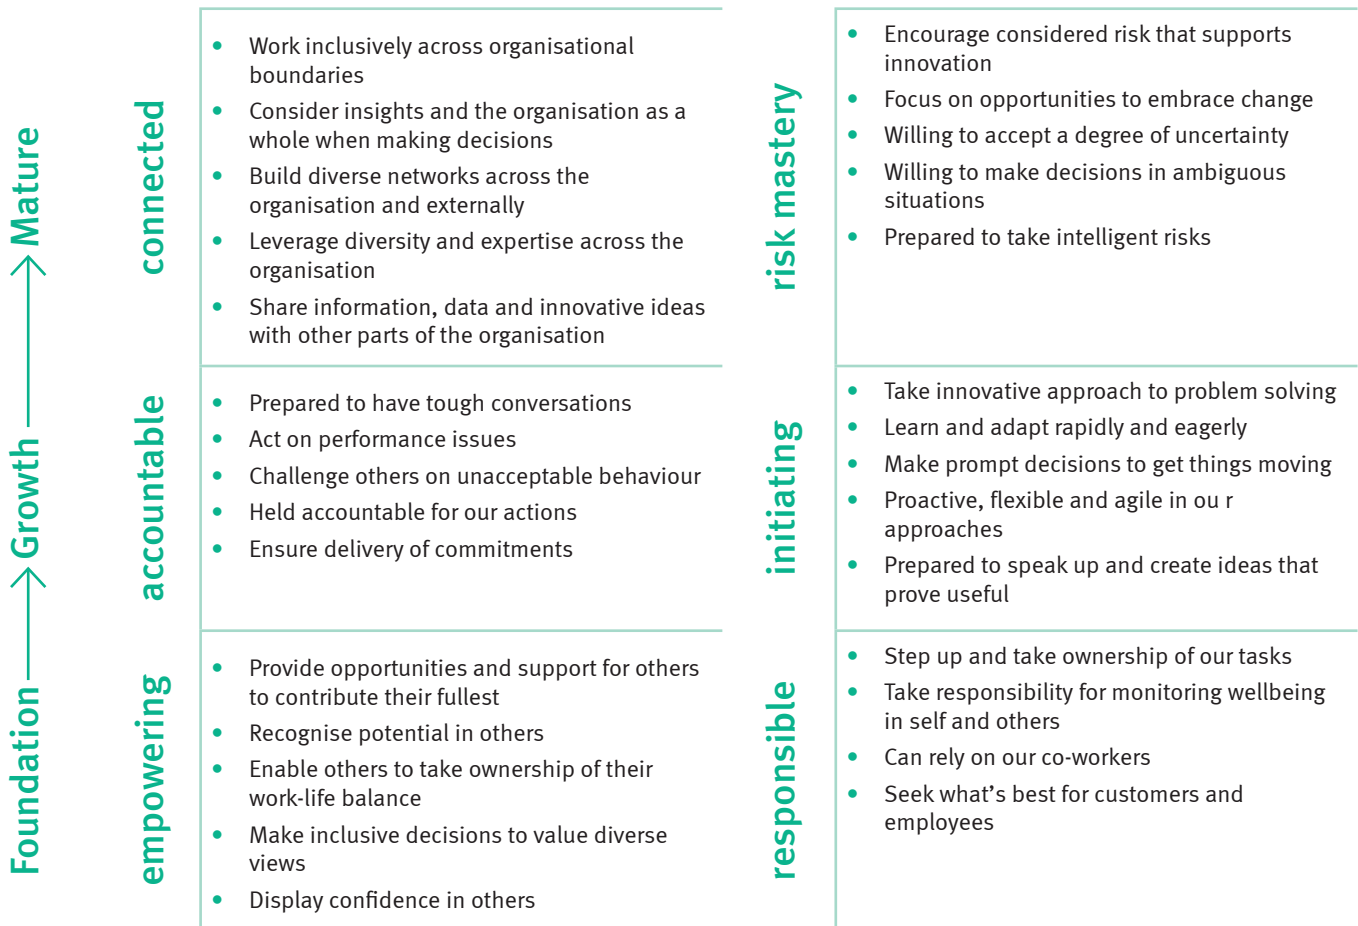 Mature
Growth
Foundation
connected
• Work inclusively across organisational
boundaries
• Consider insights and the organisation as a
whole when making decisions
• Build diverse networks across the
organisation and externally
• Leverage diversity and expertise across the
organisation
• Share information, data and innovative ideas
with other parts of the organisation
risk mastery
• Encourage considered risk that supports
innovation
• Focus on opportunities to embrace change
• Willing to accept a degree of uncertainty
• Willing to make decisions in ambiguous
situations
• Prepared to take intelligent risks
accountable
• Prepared to have tough conversations
• Act on performance issues
• Challenge others on unacceptable behaviour
• Held accountable for our actions
• Ensure delivery of commitments
initiating
• Take innovative approach to problem solving
• Learn and adapt rapidly and eagerly
• Make prompt decisions to get things moving
• Proactive, flexible and agile in ou r
approaches
• Prepared to speak up and create ideas that
prove useful
empowering
• Provide opportunities and support for others
to contribute their fullest
• Recognise potential in others
• Enable others to take ownership of their
work-life balance
• Make inclusive decisions to value diverse
views
• Display confidence in others
responsible
• Step up and take ownership of our tasks
• Take responsibility for monitoring wellbeing
in self and others
• Can rely on our co-workers
• Seek what’s best for customers and
employees